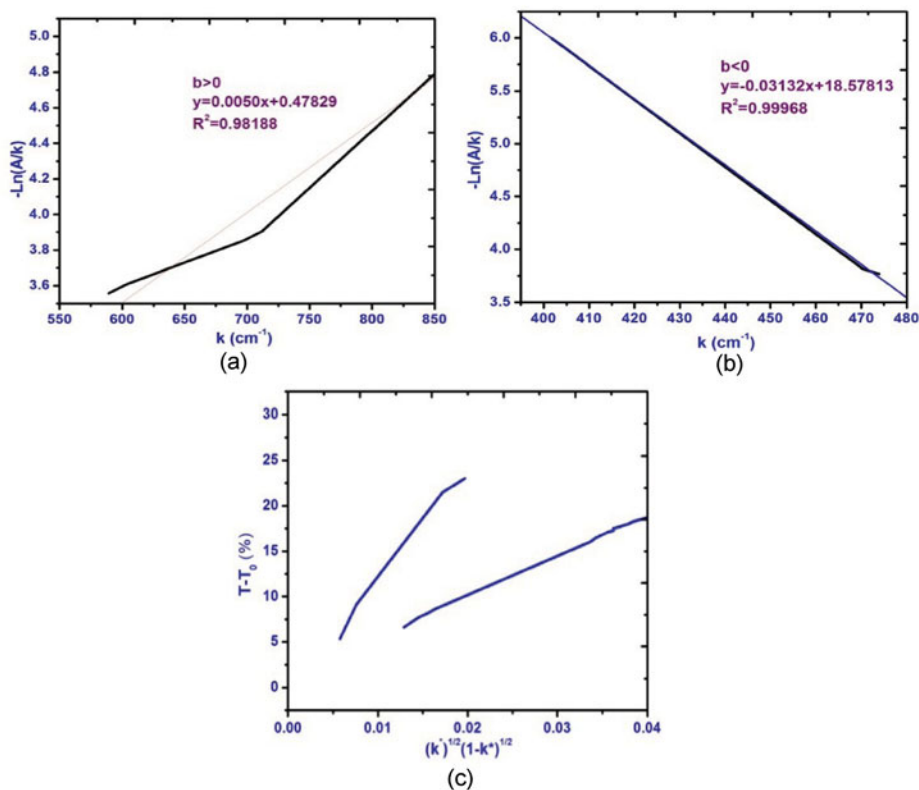 5.0
4.8
4.6
4.4
4.2
4.0
3.8
3.6
-Ln(A/k)
b>0
y=0.0050x+0.47829
R²=0.98188
550 600 650 700 750 800 850
k (cm⁻¹)
(a)
6.0
5.5
5.0
4.5
4.0
3.5
-Ln(A/k)
b<0
y=-0.03132x+18.57813
R²=0.99968
400 410 420 430 440 450 460 470 480
k (cm⁻¹)
(b)
30
25
20
15
10
5
0
T-T₀ (%)
0.00 0.01 0.02 0.03 0.04
(k*)¹/²(1-k*)¹/²
(c)